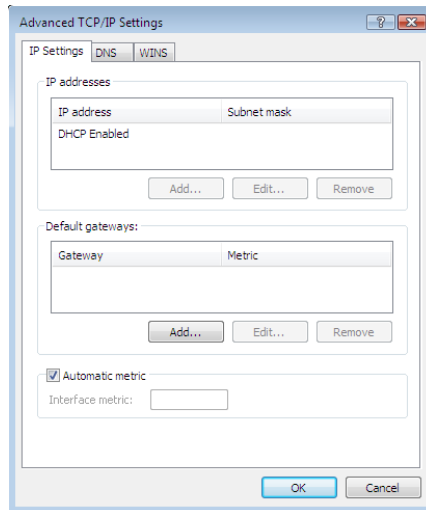 Advanced TCP/IP Settings
IP Settings DNS WINS
IP addresses
IP address Subnet mask
DHCP Enabled
Add... Edit... Remove
Default gateways:
Gateway Metric
Add... Edit... Remove
Automatic metric
Interface metric:
OK Cancel